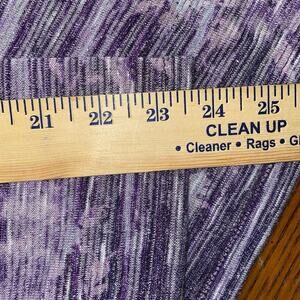 21 22 23 24 25
CLEAN UP
• Cleaner • Rags • G